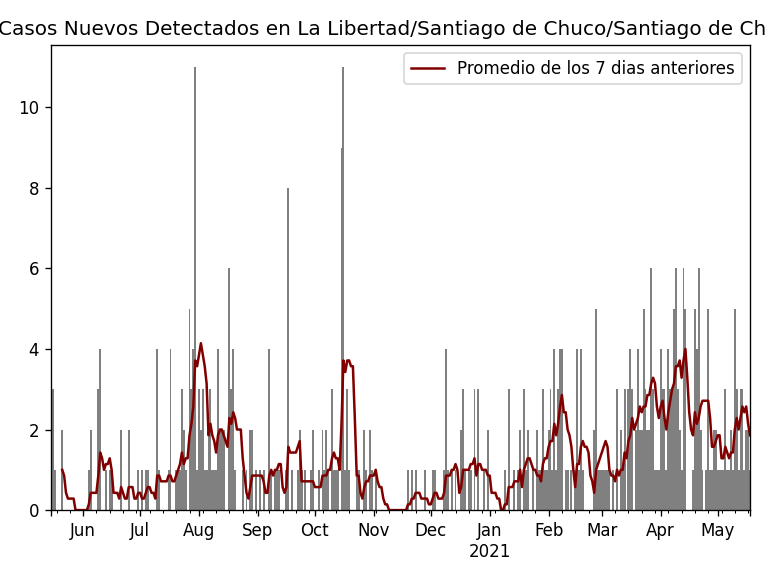 Casos Nuevos Detectados en La Libertad/Santiago de Chuco/Santiago de Ch
Promedio de los 7 dias anteriores
10
8
6
4
2
0
Jun Jul Aug Sep Oct Nov Dec Jan Feb Mar Apr May
2021